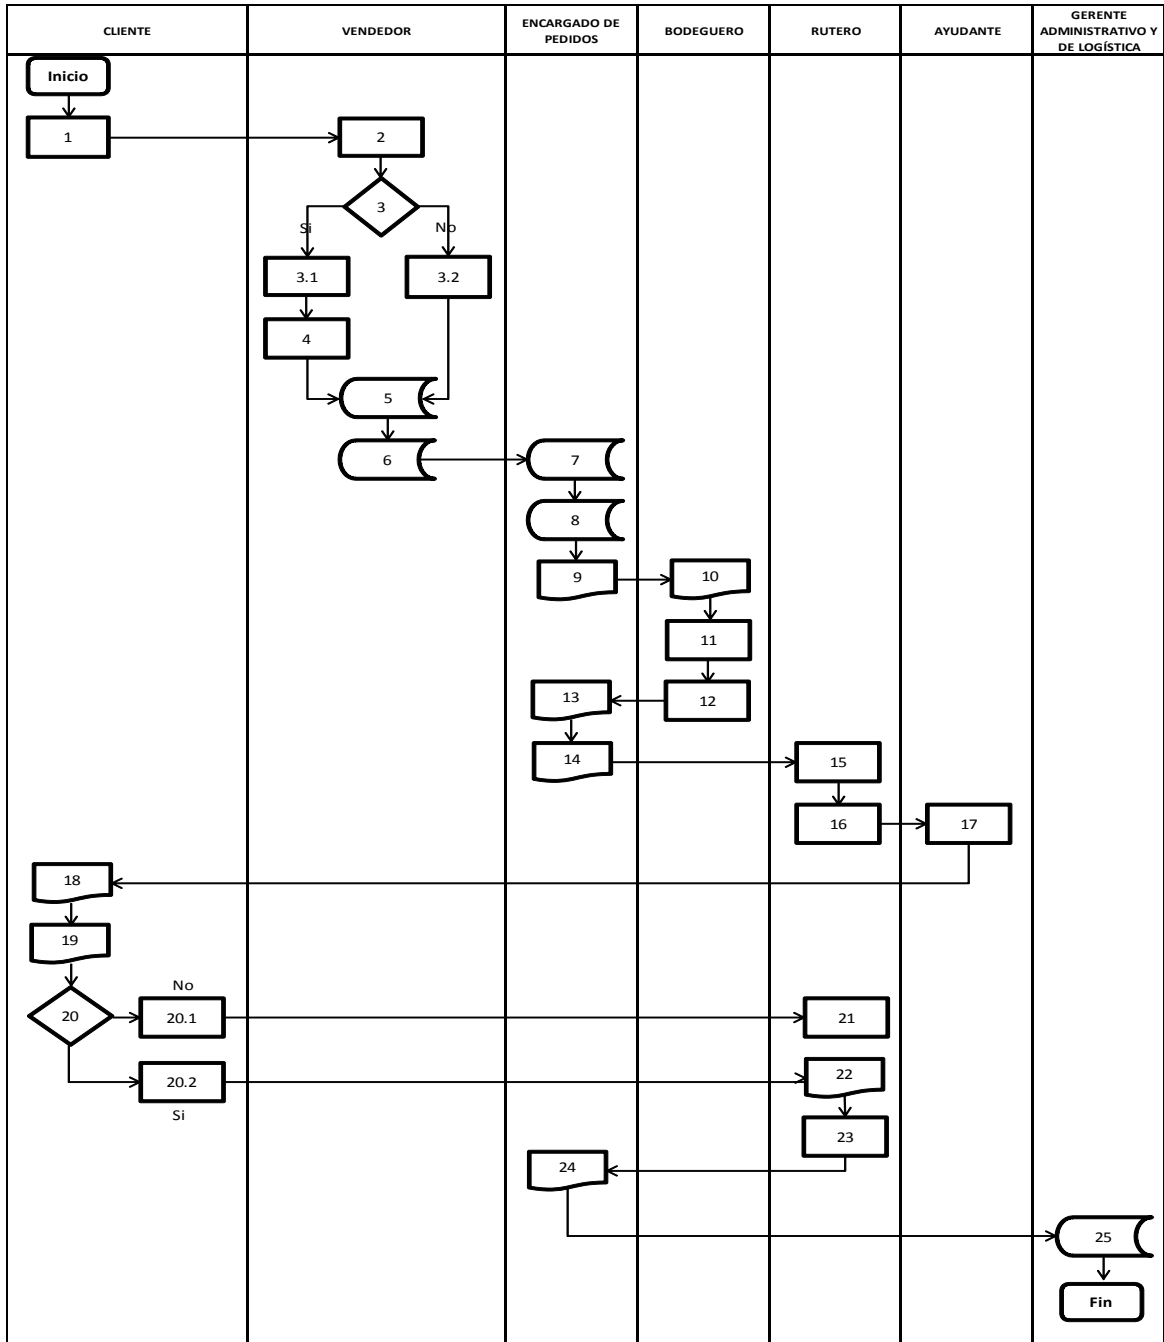 CLIENTE
VENDEDOR
ENCARGADO DE
PEDIDOS
BODEGUERO
RUTERO
AYUDANTE
GERENTE
ADMINISTRATIVO Y
DE LOGÍSTICA
Inicio
1
2
3
Si
No
3.1
3.2
4
5
6
7
8
9
10
11
12
13
14
15
16
17
18
19
No
20
20.1
21
20.2
22
Si
23
24
25
Fin